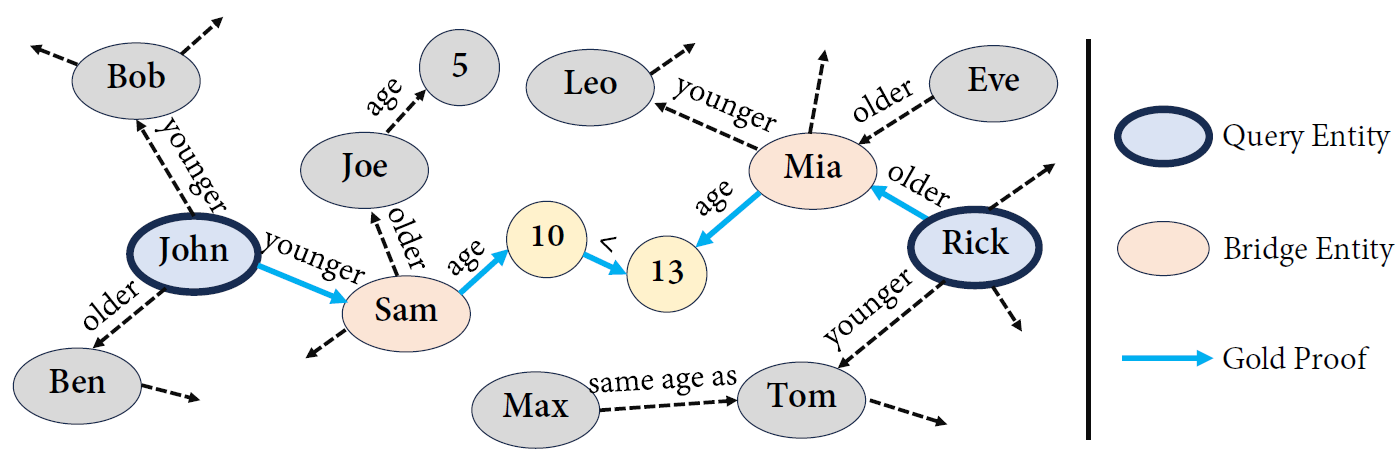 Bob
younger
John
older
Ben
younger
Sam
older
Joe
age
5
age
10
<
13
age
Mia
younger
Leo
older
Eve
older
Rick
younger
Tom
same age as
Max
Query Entity
Bridge Entity
Gold Proof